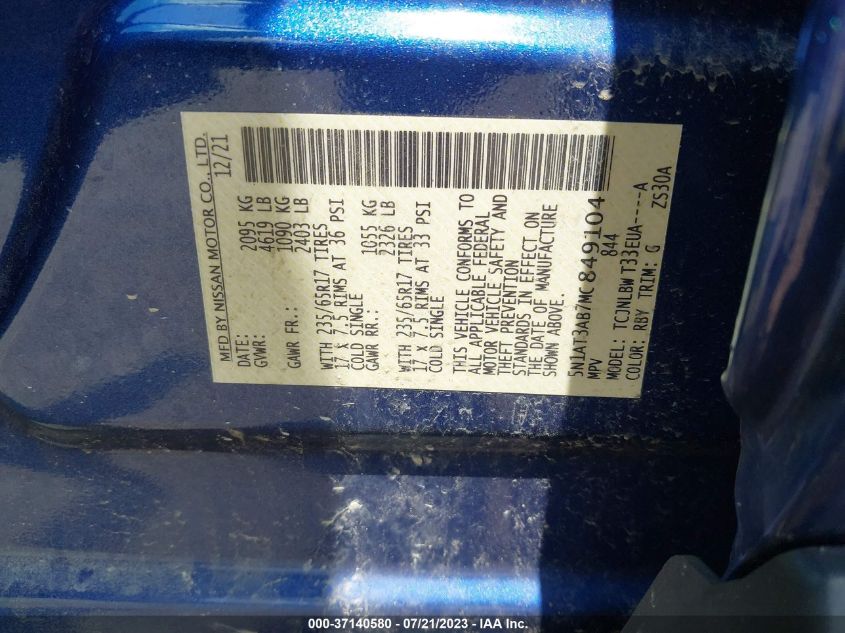 MFD BY NISSAN MOTOR CO., LTD.
DATE: 12/21
GVWR: 2095 KG
4619 LB
GAWR FR.: 1090 KG
2403 LB
WITH 235/65R17 TIRES
17 X 7.5 RIMS AT 36 PSI
COLD SINGLE
GAWR RR.: 1055 KG
2326 LB
WITH 235/65R17 TIRES
17 X 7.5 RIMS AT 33 PSI
COLD SINGLE
THIS VEHICLE CONFORMS TO
ALL APPLICABLE FEDERAL
MOTOR VEHICLE SAFETY AND
THEFT PREVENTION
STANDARDS IN EFFECT ON
THE DATE OF MANUFACTURE
SHOWN ABOVE.
5N1AT3AB7MC849104
MPV 844
MODEL: TCJNLBWT33EUA----A
COLOR: RBY TRIM: G ZS30A
000-37140580 - 07/21/2023 - IAA Inc.